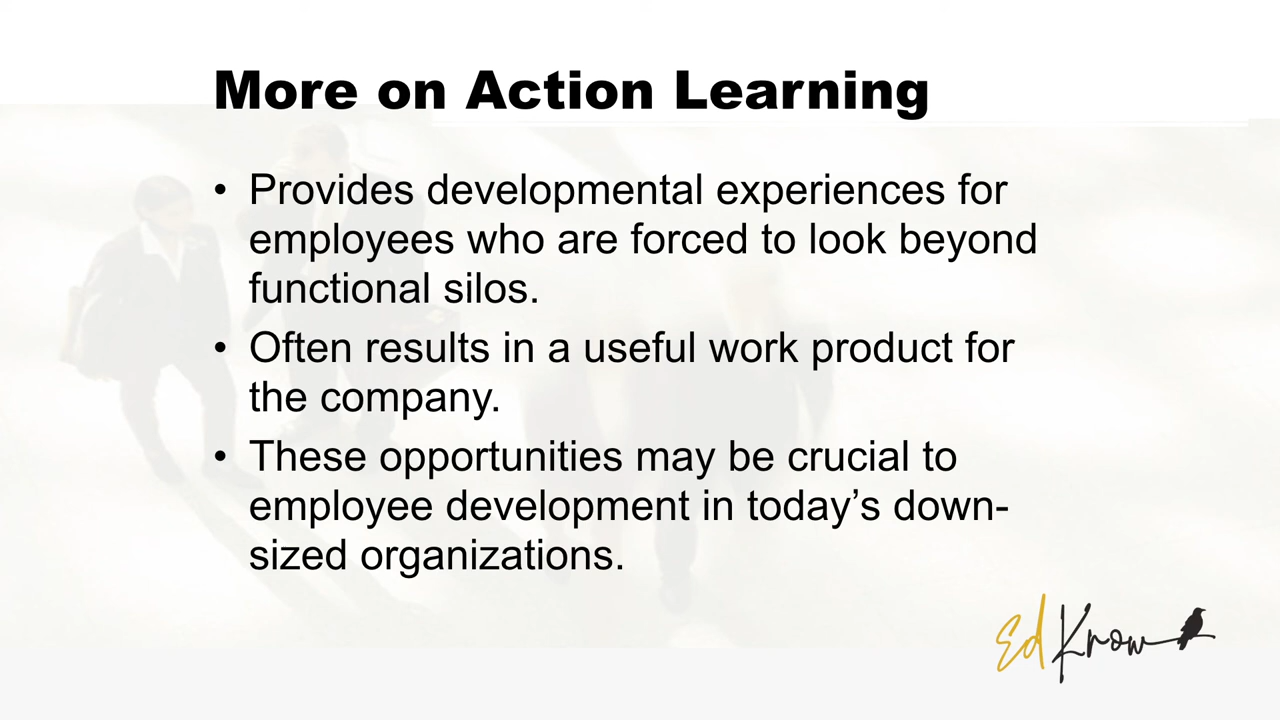 More on Action Learning
• Provides developmental experiences for
employees who are forced to look beyond
functional silos.
• Often results in a useful work product for
the company.
• These opportunities may be crucial to
employee development in today’s down-
sized organizations.
Ed Know